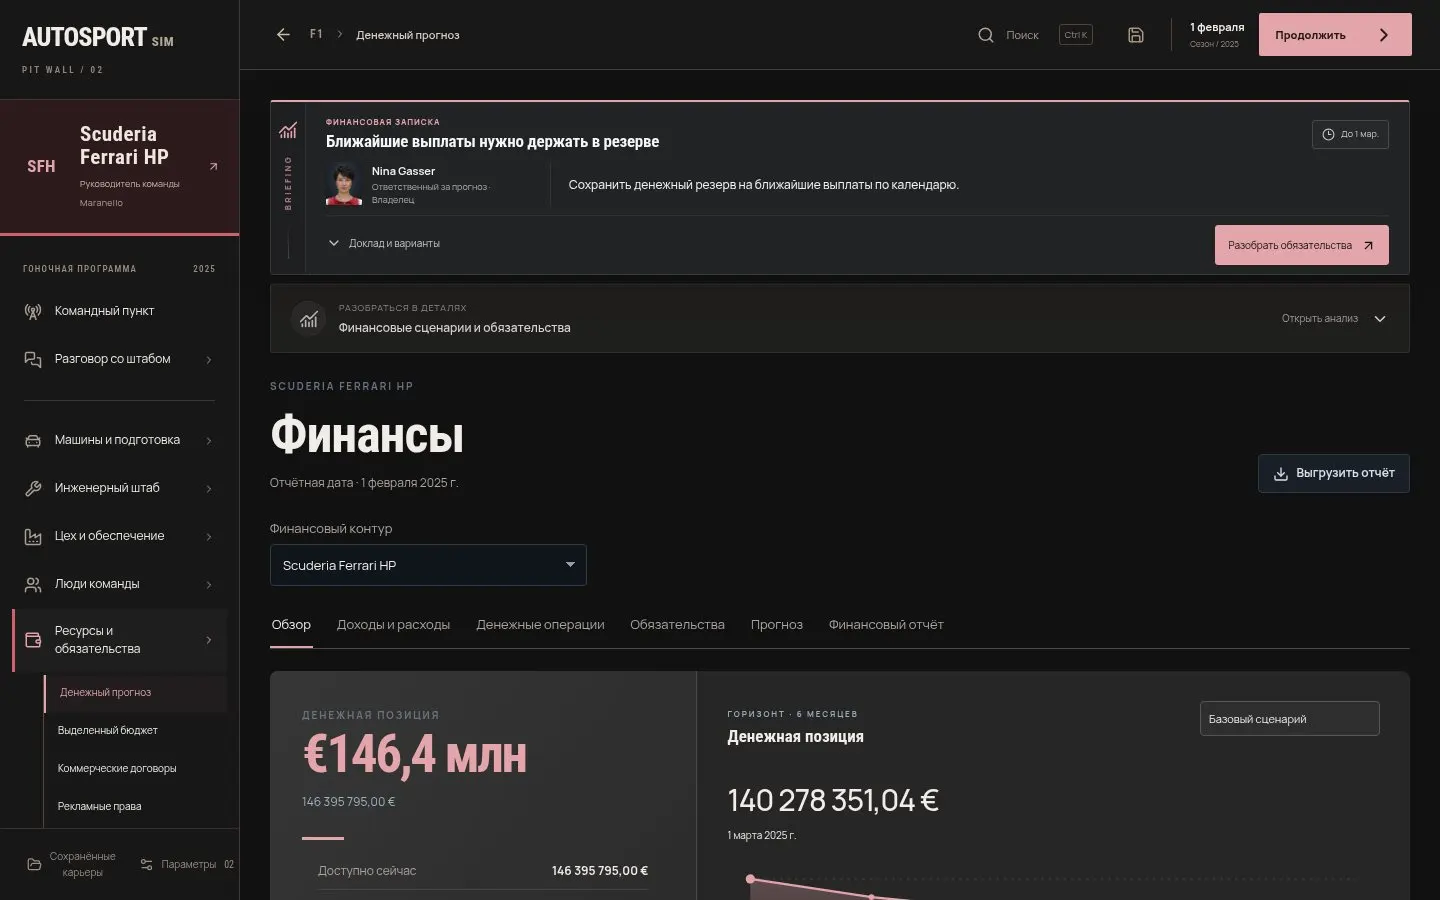 AUTOSPORT SIM
PIT WALL / 02
SFH
Scuderia
Ferrari HP
Руководитель команды
Maranello
ГОНОЧНАЯ ПРОГРАММА 2025
Командный пункт
Разговор со штабом
Машины и подготовка
Инженерный штаб
Цех и обеспечение
Люди команды
Ресурсы и
обязательства
Денежный прогноз
Выделенный бюджет
Коммерческие договоры
Рекламные права
Сохранённые
карьеры
Параметры 02
F1 > Денежный прогноз
Поиск Ctrl K
1 февраля
Сезон / 2025
Продолжить
BRIEFING
ФИНАНСОВАЯ ЗАПИСКА
Ближайшие выплаты нужно держать в резерве
До 1 мар.
Nina Gasser
Ответственный за прогноз ·
Владелец
Сохранить денежный резерв на ближайшие выплаты по календарю.
Доклад и варианты
Разобрать обязательства
РАЗОБРАТЬСЯ В ДЕТАЛЯХ
Финансовые сценарии и обязательства
Открыть анализ
SCUDERIA FERRARI HP
Финансы
Отчётная дата · 1 февраля 2025 г.
Выгрузить отчёт
Финансовый контур
Scuderia Ferrari HP
Обзор Доходы и расходы Денежные операции Обязательства Прогноз Финансовый отчёт
ДЕНЕЖНАЯ ПОЗИЦИЯ
€146,4 млн
146 395 795,00 €
Доступно сейчас 146 395 795,00 €
ГОРИЗОНТ · 6 МЕСЯЦЕВ
Денежная позиция
Базовый сценарий
140 278 351,04 €
1 марта 2025 г.